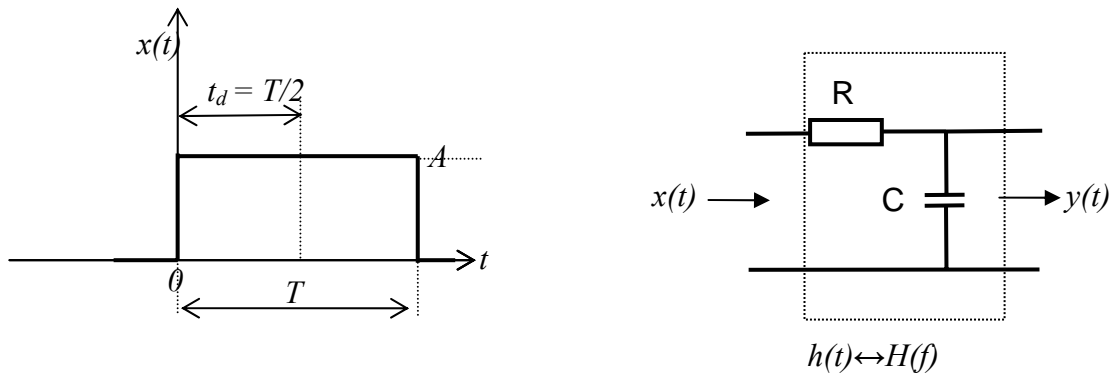 x(t)
t_d = T/2
A
t
0
T
R
C
x(t)
y(t)
h(t)↔H(f)